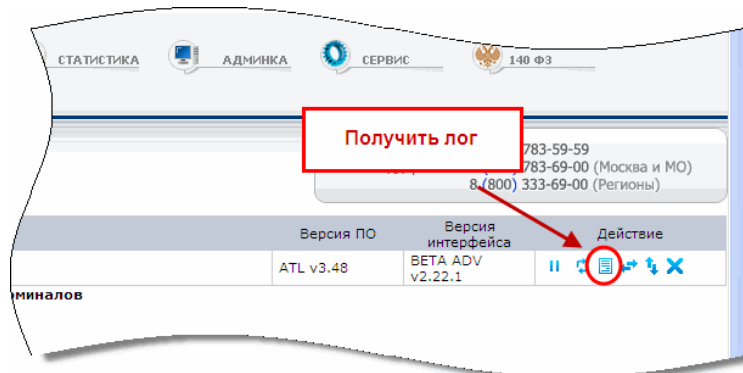 СТАТИСТИКА АДМИНКА СЕРВИС 140 ФЗ
Получить лог
783-59-59
783-69-00 (Москва и МО)
8 (800) 333-69-00 (Регионы)
Версия ПО Версия интерфейса Действие
ATL v3.48 BETA ADV v2.22.1
миналов